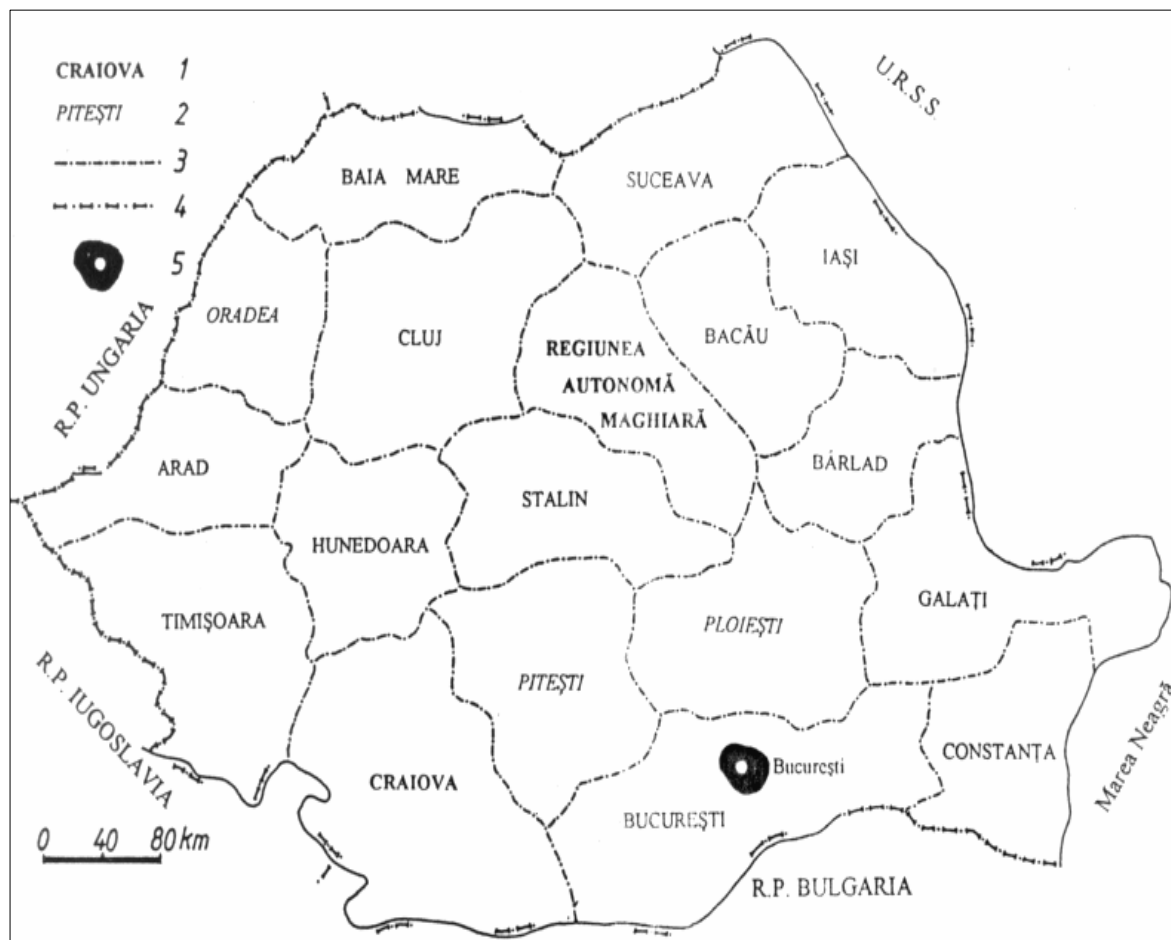 CRAIOVA 1
PITEȘTI 2
3
4
5
U.R.S.S.
BAIA MARE
SUCEAVA
IAȘI
ORADEA
CLUJ
REGIUNEA
AUTONOMĂ
MAGHIARĂ
BACĂU
R.P. UNGARIA
ARAD
STALIN
BÂRLAD
HUNEDOARA
TIMIȘOARA
GALAȚI
PLOIEȘTI
PITEȘTI
R.P. IUGOSLAVIA
CRAIOVA
București
BUCUREȘTI
CONSTANȚA
Marea Neagră
0 40 80 km
R.P. BULGARIA